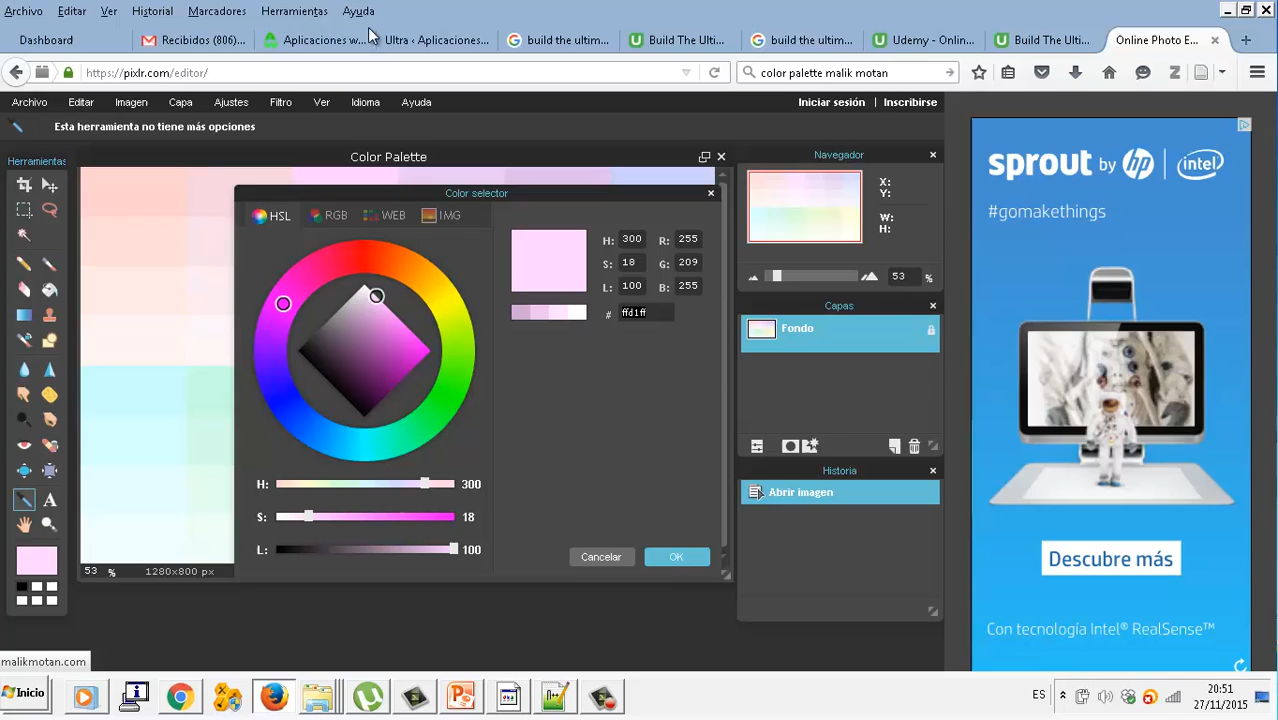 Archivo Editar Ver Historial Marcadores Herramientas Ayuda
Dashboard Recibidos (806)... Aplicaciones w... Ultra ‹ Aplicaciones... build the ultim... Build The Ulti... build the ultim... Udemy - Onlin... Build The Ulti... Online Photo E...
https://pixlr.com/editor/ color palette malik motan
Archivo Editar Imagen Capa Ajustes Filtro Ver Idioma Ayuda Iniciar sesión Inscribirse
Esta herramienta no tiene más opciones
Herramientas
Color Palette
Color selector
HSL RGB WEB IMG
H: 300 R: 255
S: 18 G: 209
L: 100 B: 255
# ffd1ff
H: 300
S: 18
L: 100
Cancelar OK
53 % 1280x800 px
Navegador
X:
Y:
W:
H:
53 %
Capas
Fondo
Historia
Abrir imagen
sprout by hp intel
#gomakethings
Descubre más
Con tecnología Intel® RealSense™
malikmotan.com
Inicio
ES 20:51
27/11/2015